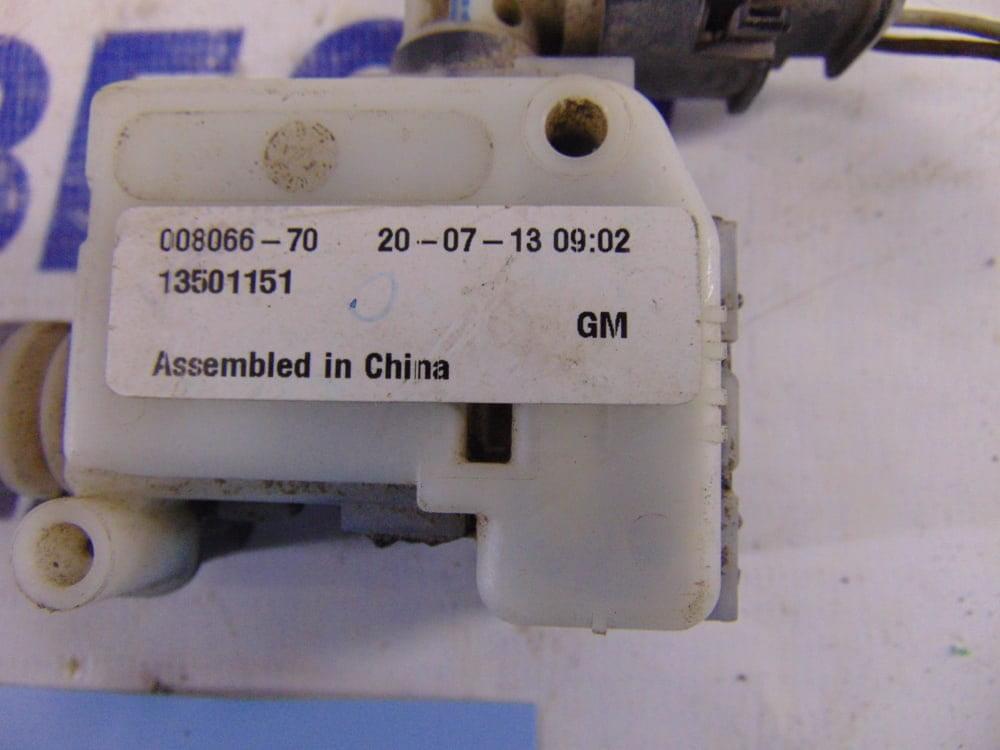 008066-70 20-07-13 09:02
13501151
GM
Assembled in China